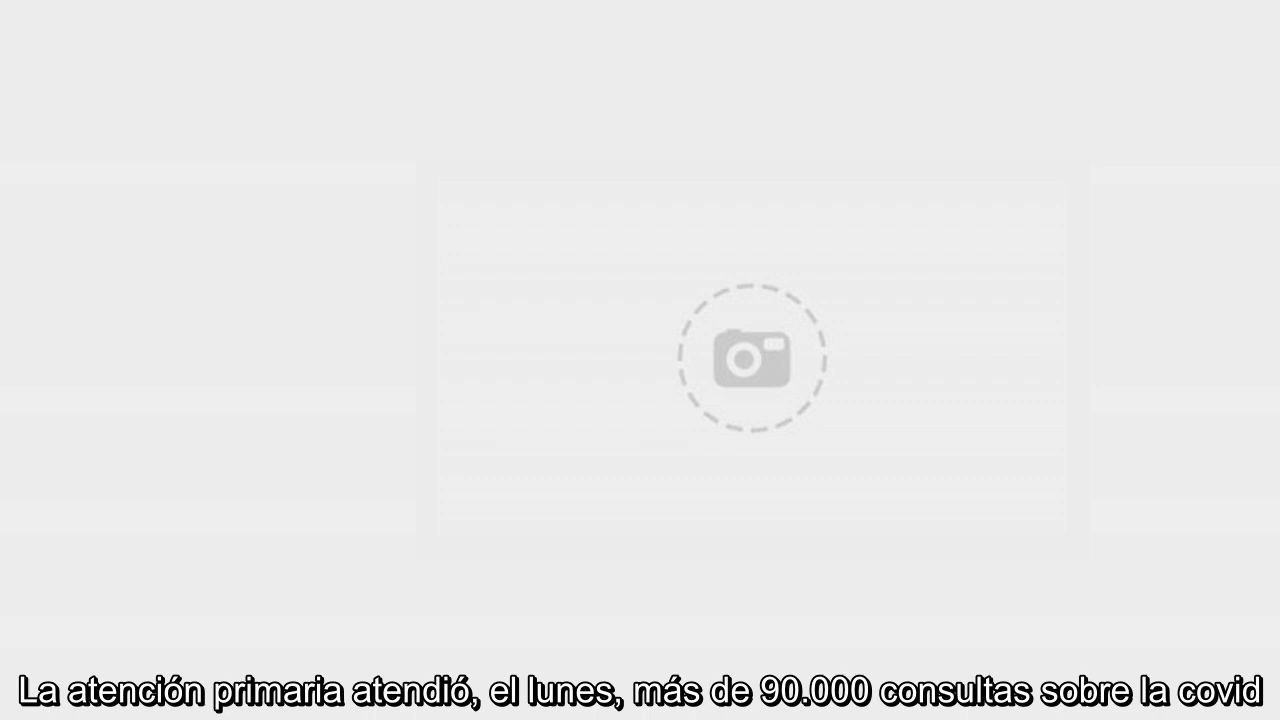 La atención primaria atendió, el lunes, más de 90.000 consultas sobre la covid